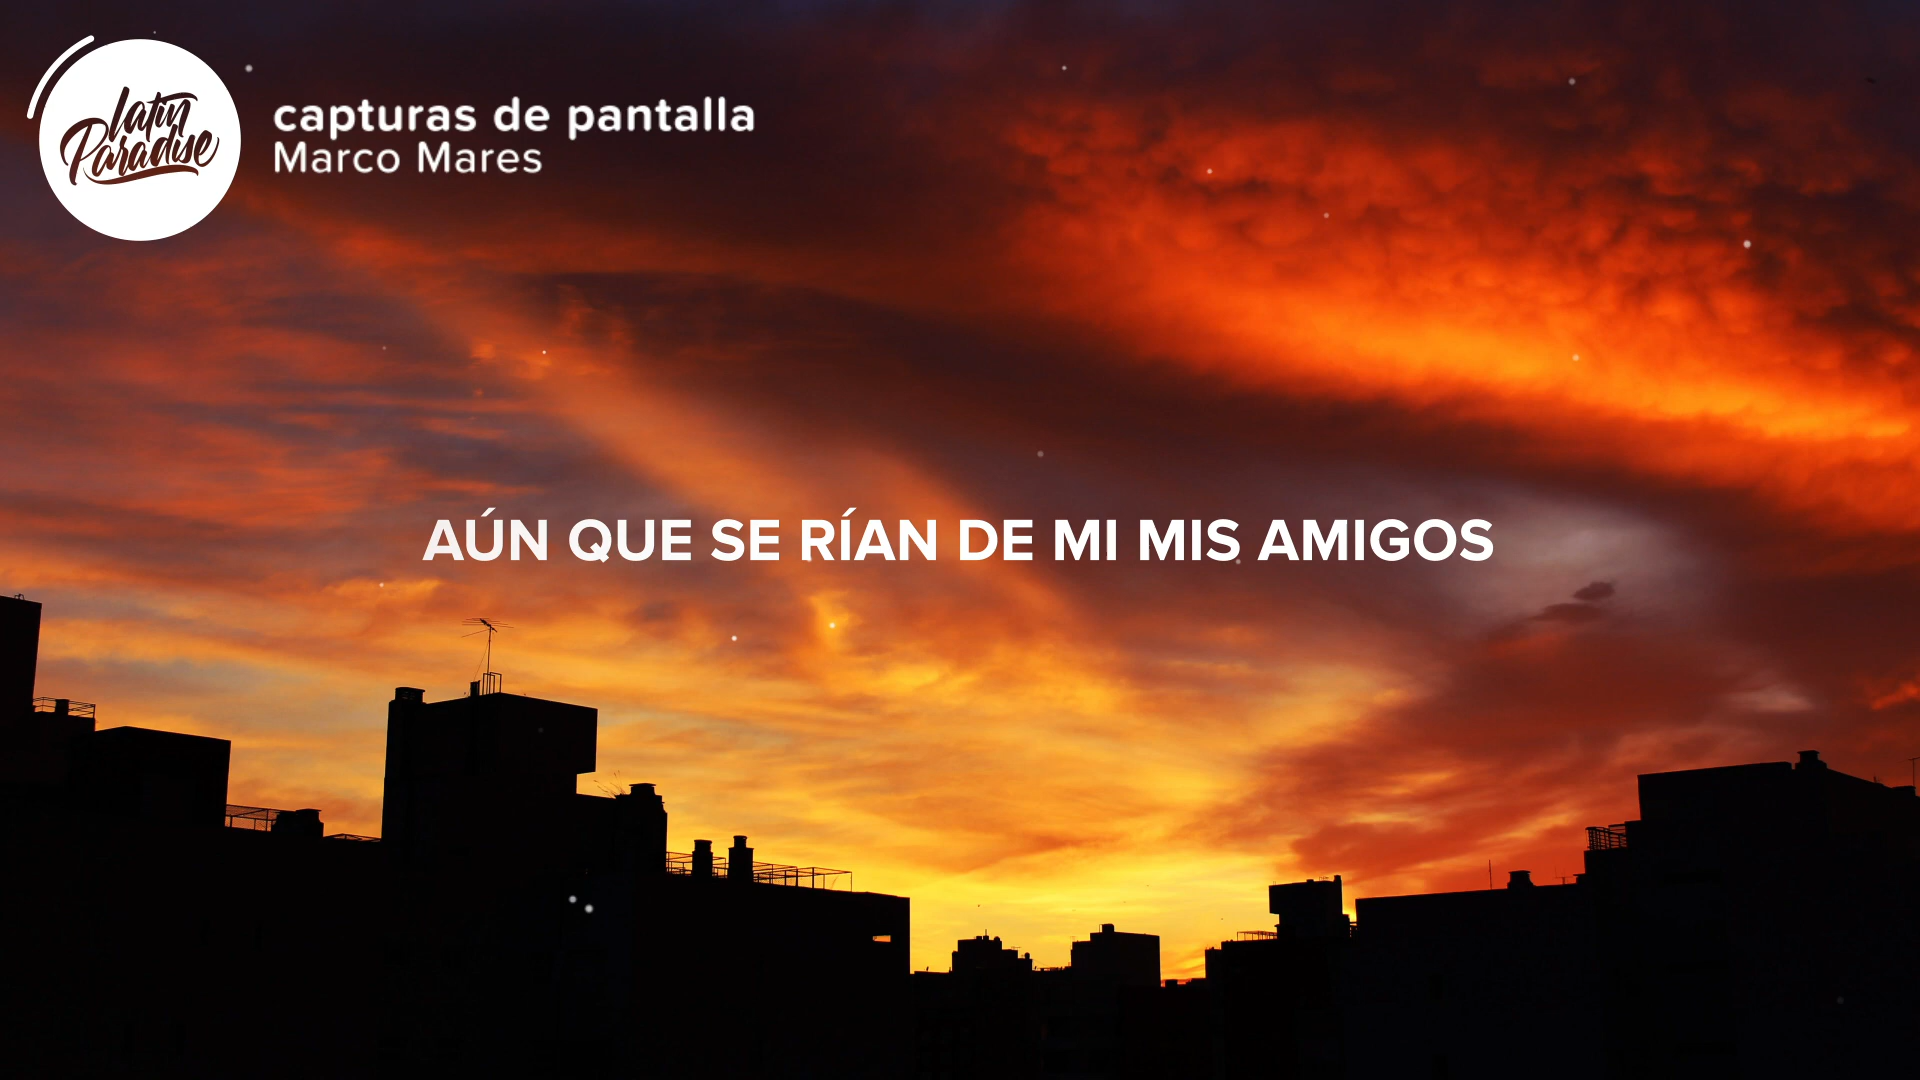 latin
Paradise
capturas de pantalla
Marco Mares
AÚN QUE SE RÍAN DE MI MIS AMIGOS